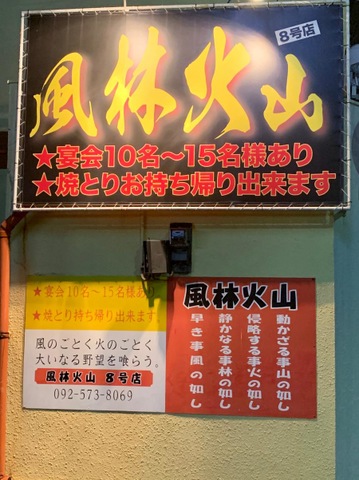 風林火山
8号店
★宴会10名～15名様あり
★焼とりお持ち帰り出来ます
★宴会10名～15名様あり
★焼とり持ち帰り出来ます。
風のごとく火のごとく
大いなる野望を喰らう。
風林火山 8号店
092-573-8069
風林火山
動かざる事山の如し
侵略する事火の如し
静かなる事林の如し
早き事風の如し